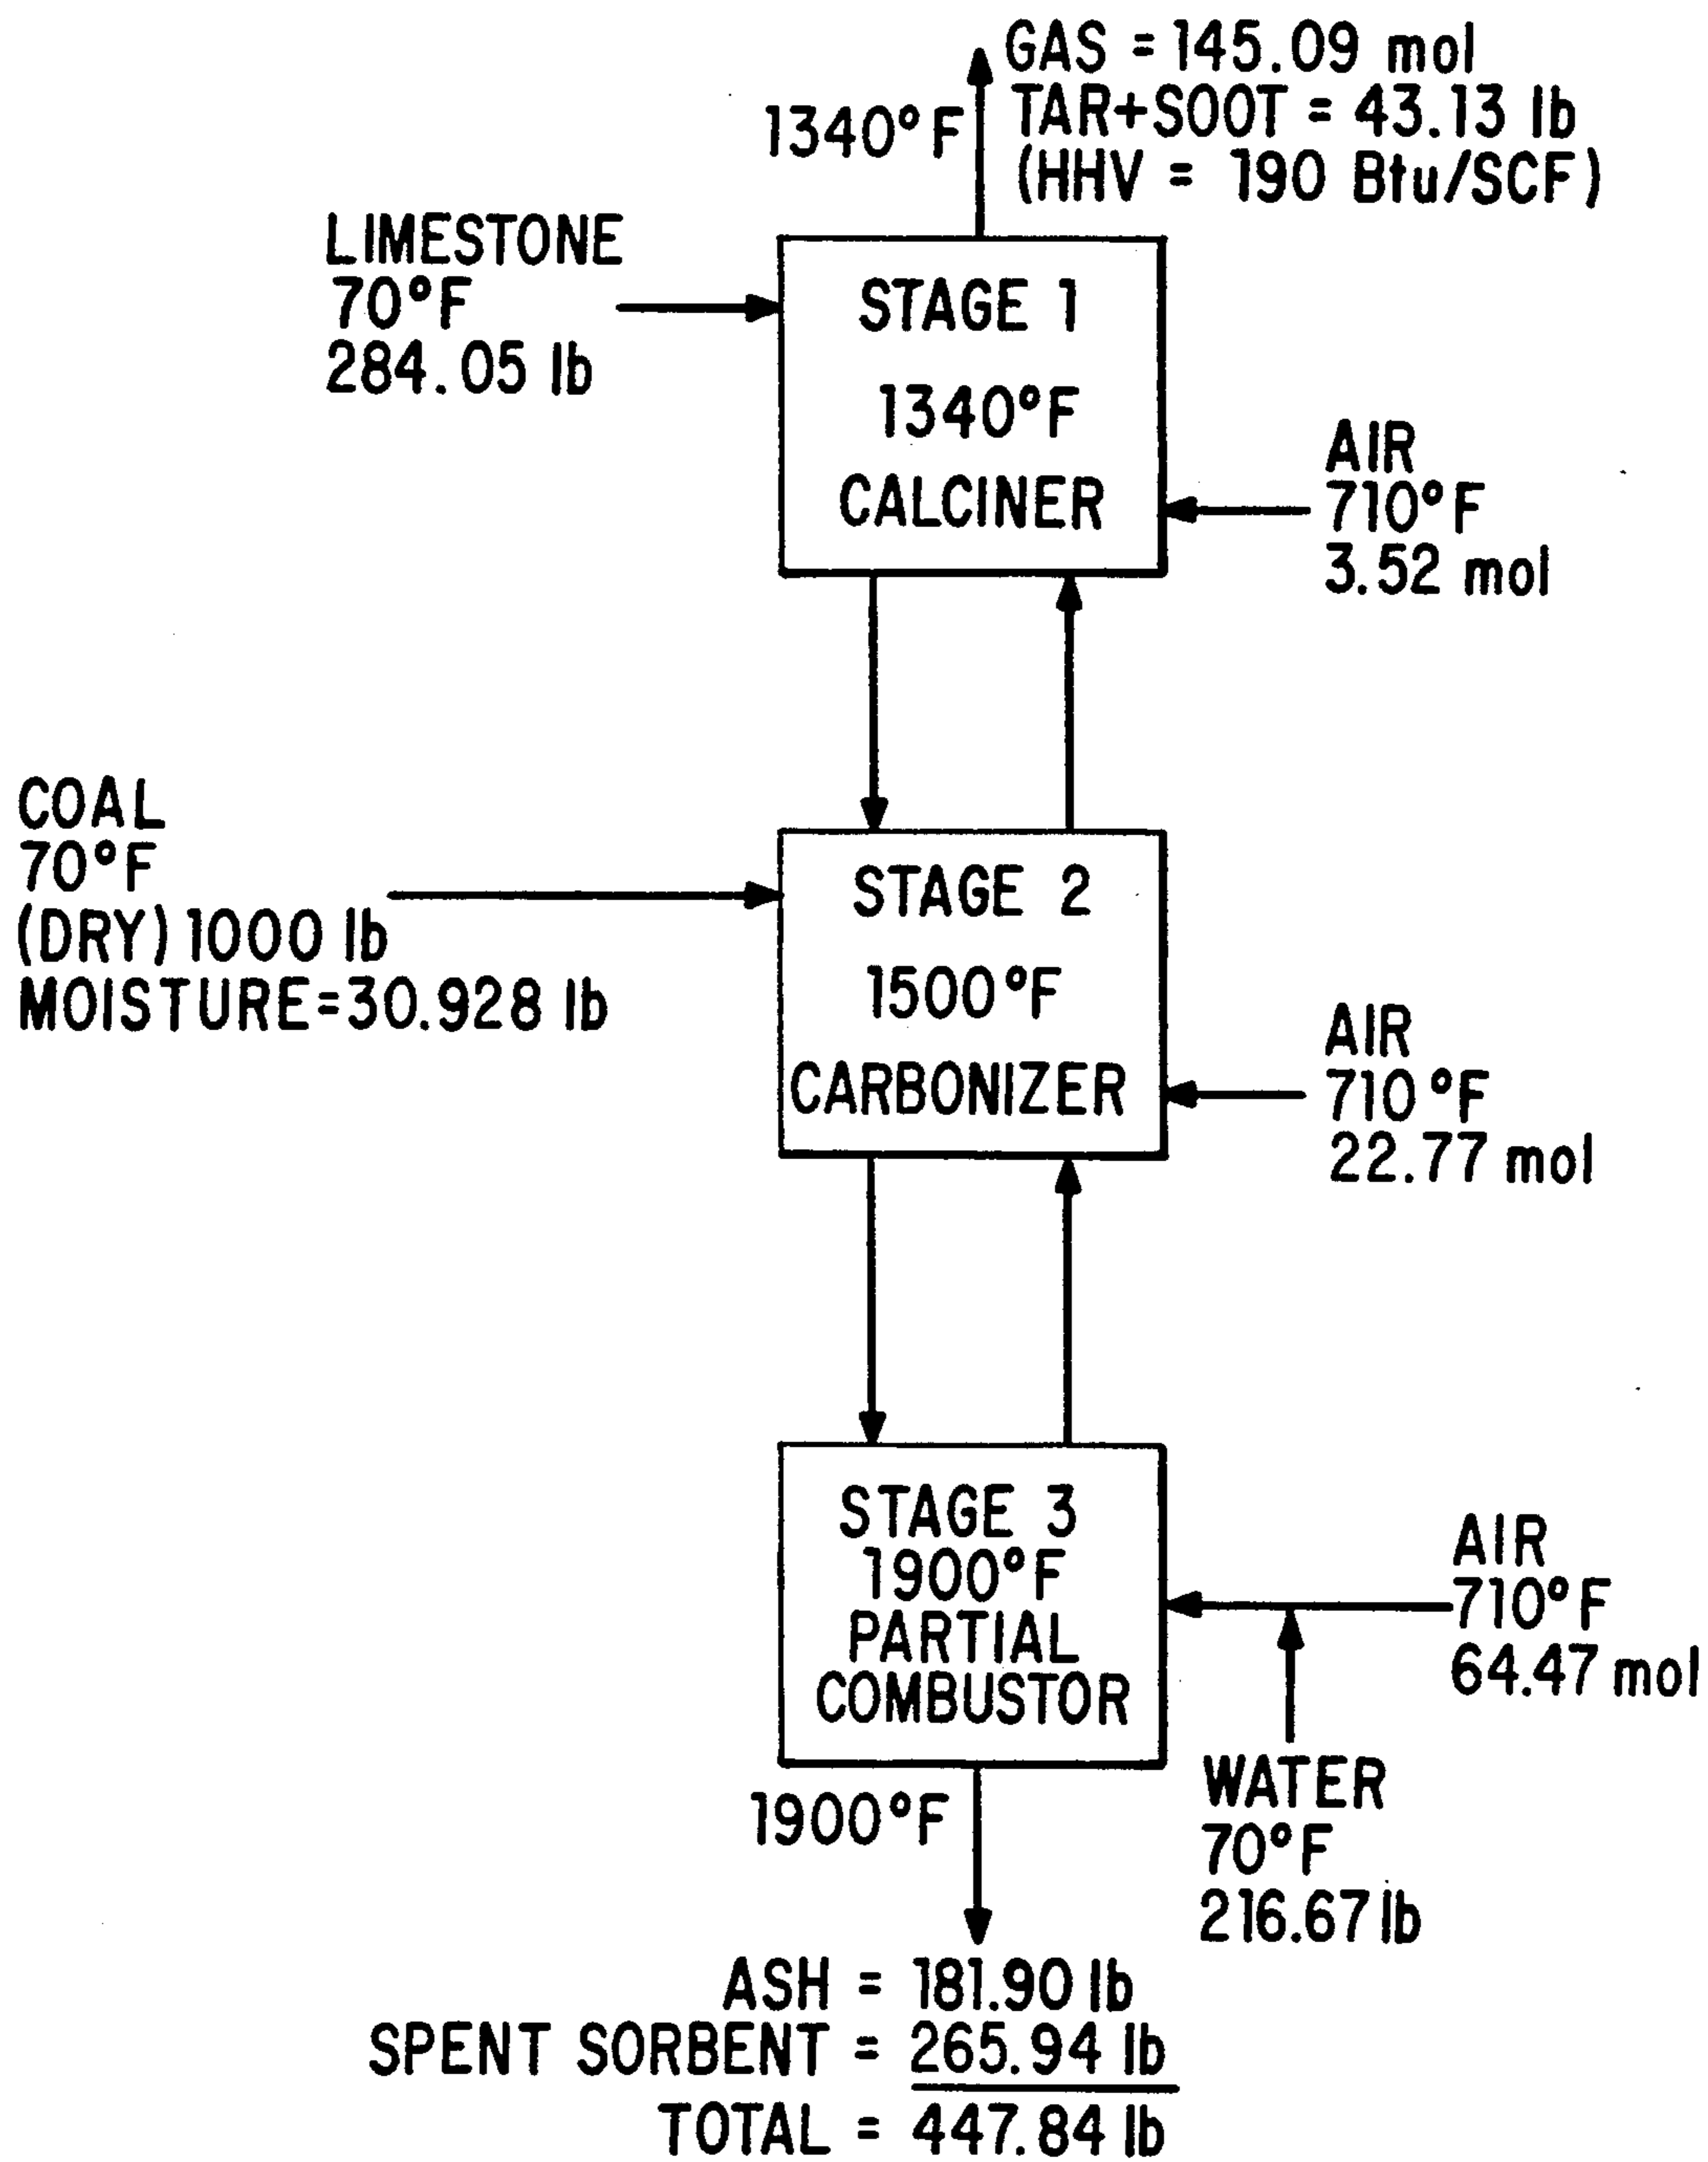 GAS = 145.09 mol
TAR+SOOT = 43.13 lb
(HHV = 190 Btu/SCF)
1340°F
LIMESTONE
70°F
284.05 lb
STAGE 1
1340°F
CALCINER
AIR
710°F
3.52 mol
COAL
70°F
(DRY) 1000 lb
MOISTURE=30.928 lb
STAGE 2
1500°F
CARBONIZER
AIR
710°F
22.77 mol
STAGE 3
1900°F
PARTIAL
COMBUSTOR
AIR
710°F
64.47 mol
WATER
70°F
216.67 lb
1900°F
ASH = 181.90 lb
SPENT SORBENT = 265.94 lb
TOTAL = 447.84 lb